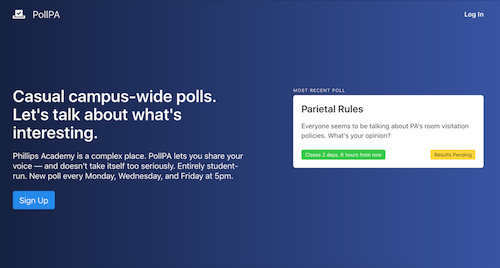 PollPA
Log In
Casual campus-wide polls.
Let's talk about what's
interesting.
Phillips Academy is a complex place. PollPA lets you share your
voice — and doesn't take itself too seriously. Entirely student-
run. New poll every Monday, Wednesday, and Friday at 5pm.
Sign Up
MOST RECENT POLL
Parietal Rules
Everyone seems to be talking about PA's room visitation
policies. What's your opinion?
Closes 2 days, 6 hours from now
Results Pending